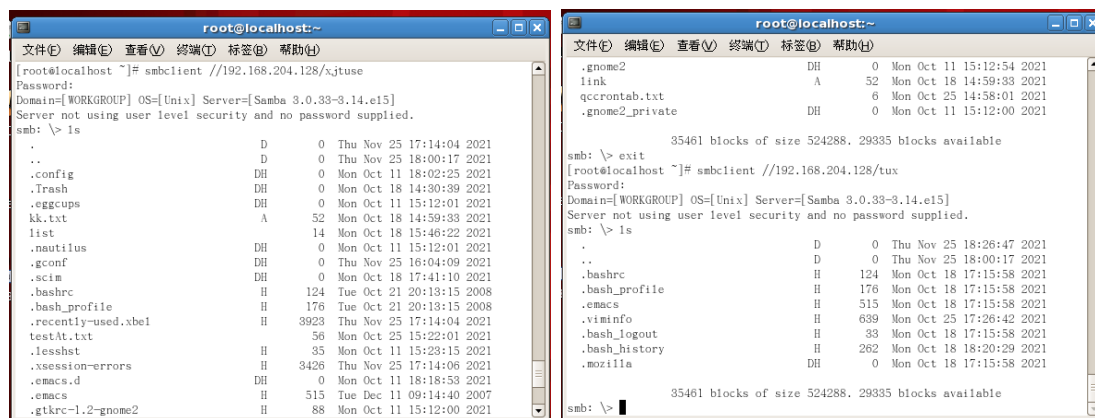 root@localhost:~
文件(F) 编辑(E) 查看(V) 终端(T) 标签(B) 帮助(H)
[root@localhost ~]# smbclient //192.168.204.128/xjtuse
Password:
Domain=[WORKGROUP] OS=[Unix] Server=[Samba 3.0.33-3.14.el5]
Server not using user level security and no password supplied.
smb: \> ls
. D 0 Thu Nov 25 17:14:04 2021
.. D 0 Thu Nov 25 18:00:17 2021
.config DH 0 Mon Oct 11 18:02:25 2021
.Trash DH 0 Mon Oct 18 14:30:39 2021
.eggcups DH 0 Mon Oct 11 15:12:01 2021
kk.txt A 52 Mon Oct 18 14:59:33 2021
list 14 Mon Oct 18 15:46:22 2021
.nautilus DH 0 Mon Oct 11 15:12:01 2021
.gconf DH 0 Thu Nov 25 16:04:09 2021
.scim DH 0 Mon Oct 18 17:41:10 2021
.bashrc H 124 Tue Oct 21 20:13:15 2008
.bash_profile H 176 Tue Oct 21 20:13:15 2008
.recently-used.xbel H 3923 Thu Nov 25 17:14:04 2021
testAt.txt 56 Mon Oct 25 15:22:01 2021
.lesshst H 35 Mon Oct 11 15:23:15 2021
.xsession-errors H 3426 Thu Nov 25 17:14:06 2021
.emacs.d DH 0 Mon Oct 11 18:18:53 2021
.emacs H 515 Tue Dec 11 09:14:40 2007
.gtkrc-1.2-gnome2 H 88 Mon Oct 11 15:12:00 2021
root@localhost:~
文件(F) 编辑(E) 查看(V) 终端(T) 标签(B) 帮助(H)
.gnome2 DH 0 Mon Oct 11 15:12:54 2021
link A 52 Mon Oct 18 14:59:33 2021
qccrontab.txt 6 Mon Oct 25 14:58:01 2021
.gnome2_private DH 0 Mon Oct 11 15:12:00 2021
35461 blocks of size 524288. 29335 blocks available
smb: \> exit
[root@localhost ~]# smbclient //192.168.204.128/tux
Password:
Domain=[WORKGROUP] OS=[Unix] Server=[Samba 3.0.33-3.14.el5]
Server not using user level security and no password supplied.
smb: \> ls
. D 0 Thu Nov 25 18:26:47 2021
.. D 0 Thu Nov 25 18:00:17 2021
.bashrc H 124 Mon Oct 18 17:15:58 2021
.bash_profile H 176 Mon Oct 18 17:15:58 2021
.emacs H 515 Mon Oct 18 17:15:58 2021
.viminfo H 639 Mon Oct 25 17:26:42 2021
.bash_logout H 33 Mon Oct 18 17:15:58 2021
.bash_history H 262 Mon Oct 18 18:20:29 2021
.mozilla DH 0 Mon Oct 18 17:15:58 2021
35461 blocks of size 524288. 29335 blocks available
smb: \>